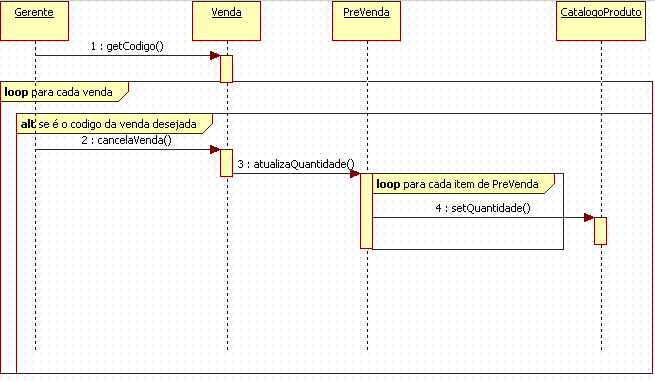 Gerente
Venda
PreVenda
CatalogoProduto
1 : getCodigo()
loop para cada venda
alt se é o codigo da venda desejada
2 : cancelaVenda()
3 : atualizaQuantidade()
loop para cada item de PreVenda
4 : setQuantidade()